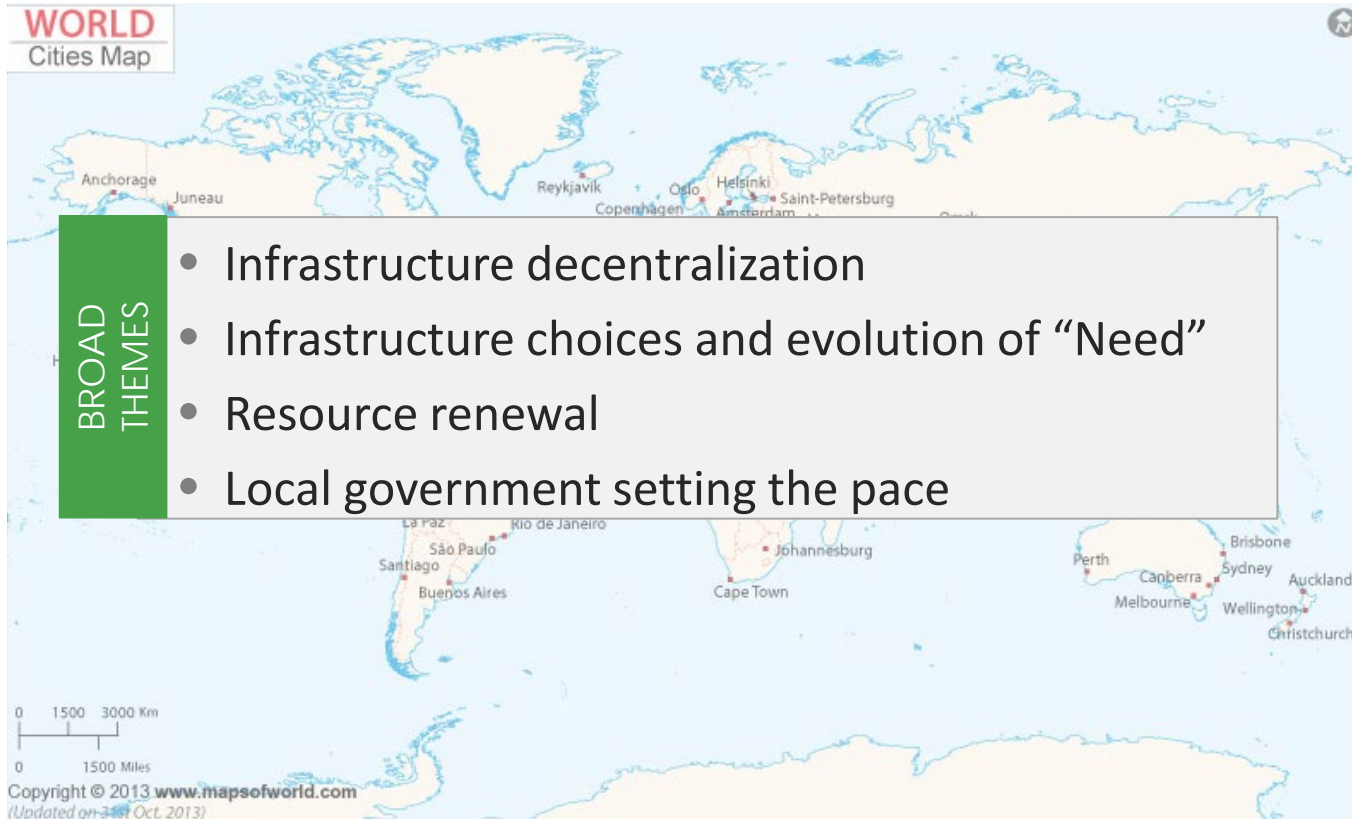 WORLD
Cities Map
Anchorage
Juneau
Reykjavik
Oslo
Helsinki
Saint-Petersburg
Copenhagen
Amsterdam
BROAD
THEMES
• Infrastructure decentralization
• Infrastructure choices and evolution of “Need”
• Resource renewal
• Local government setting the pace
La Paz
Rio de Janeiro
São Paulo
Santiago
Buenos Aires
Johannesburg
Cape Town
Perth
Brisbane
Canberra
Sydney
Auckland
Melbourne
Wellington
Christchurch
0 1500 3000 Km
0 1500 Miles
Copyright © 2013 www.mapsofworld.com
(Updated on 31st Oct, 2013)